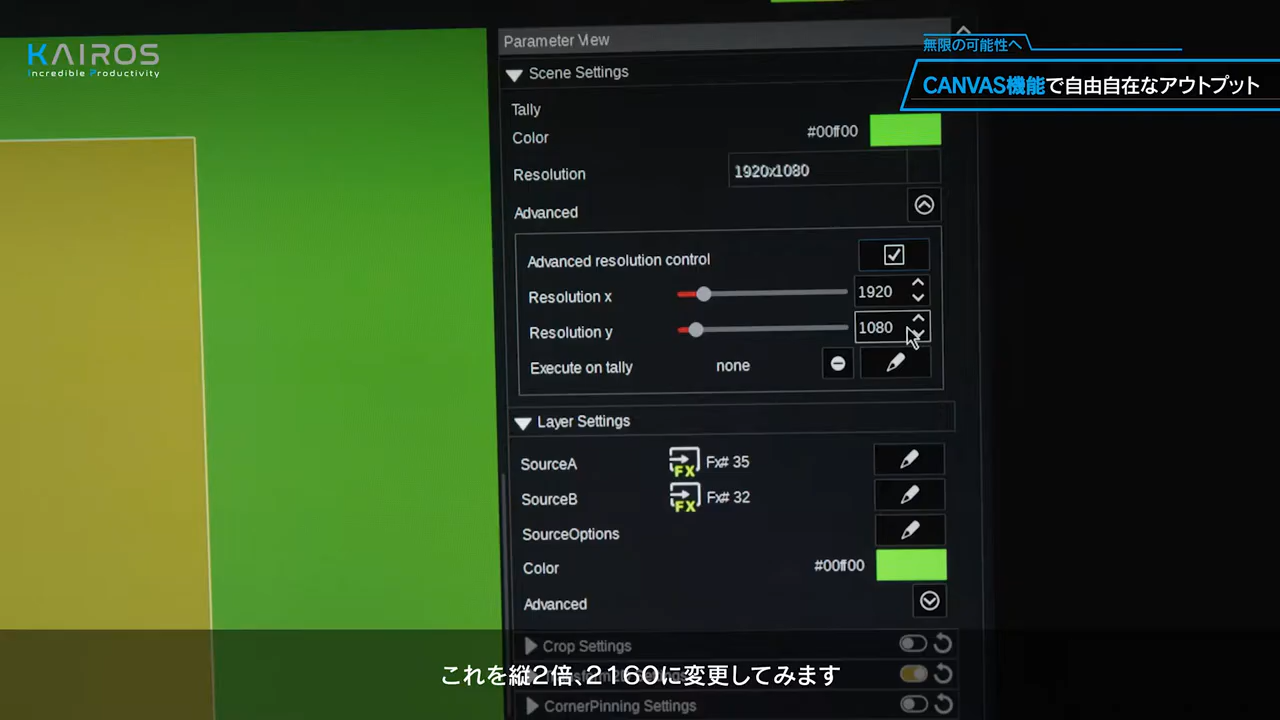 KAIROS
Incredible Productivity
無限の可能性へ
CANVAS機能で自由自在なアウトプット
Parameter View
Scene Settings
Tally
Color #00ff00
Resolution 1920x1080
Advanced
Advanced resolution control
Resolution x 1920
Resolution y 1080
Execute on tally none
Layer Settings
SourceA FX Fx# 35
SourceB FX Fx# 32
SourceOptions
Color #00ff00
Advanced
Crop Settings
これを縦2倍、2160に変更してみます
CornerPinning Settings